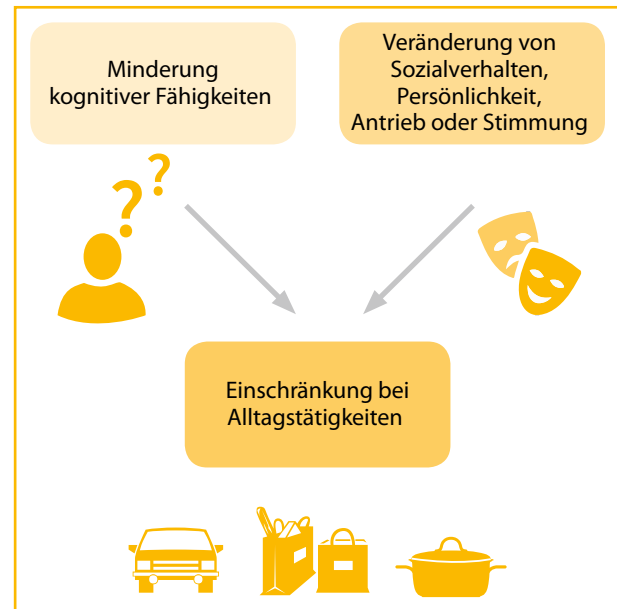 Minderung
kognitiver Fähigkeiten
Veränderung von
Sozialverhalten,
Persönlichkeit,
Antrieb oder Stimmung
? ?
Einschränkung bei
Alltagstätigkeiten